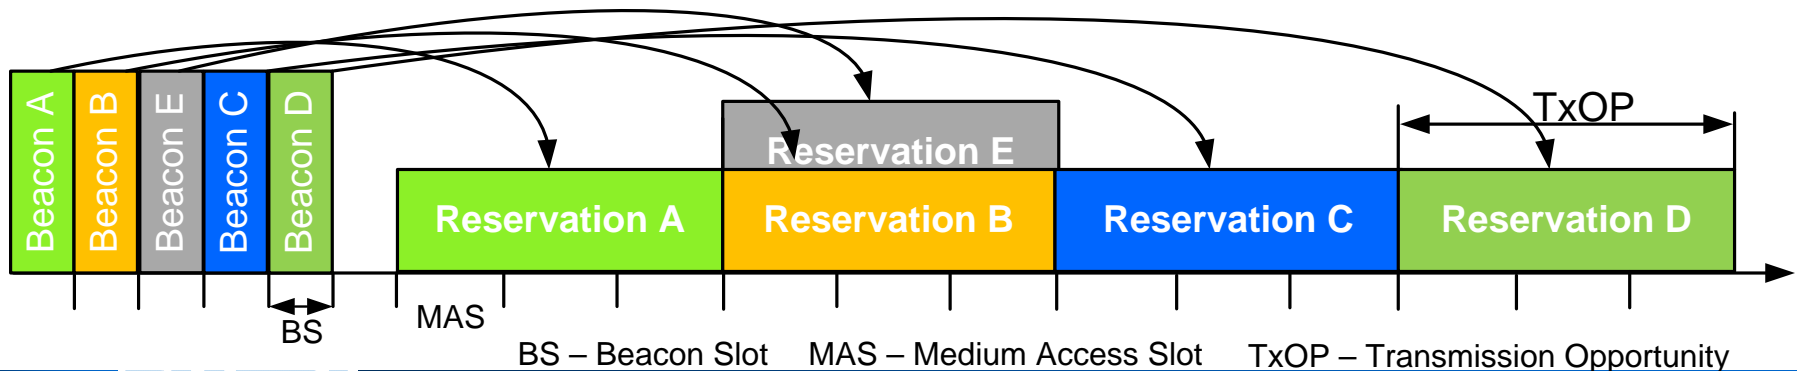 Beacon A
Beacon B
Beacon E
Beacon C
Beacon D
TxOP
Reservation E
Reservation A
Reservation B
Reservation C
Reservation D
MAS
BS
BS – Beacon Slot MAS – Medium Access Slot TxOP – Transmission Opportunity